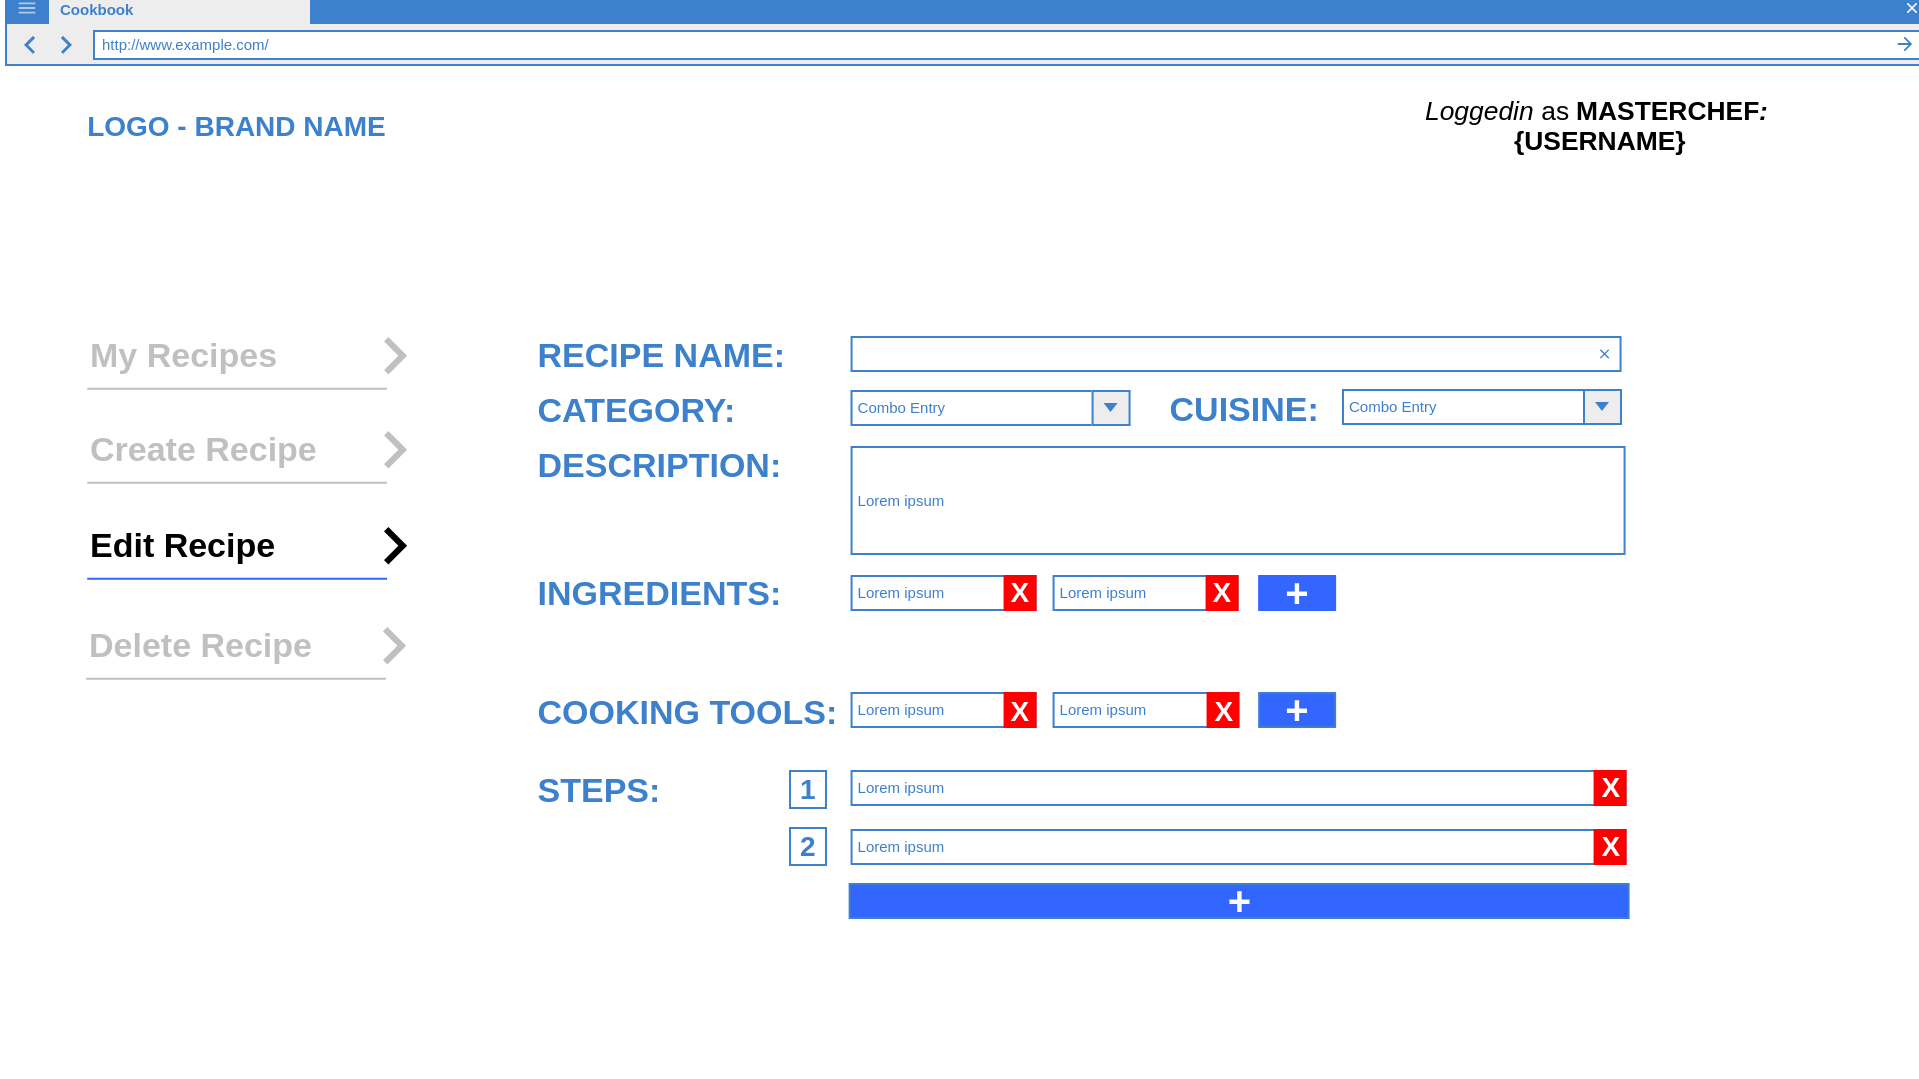 Cookbook
http://www.example.com/
LOGO - BRAND NAME
Loggedin as MASTERCHEF:
{USERNAME}
My Recipes
Create Recipe
Edit Recipe
Delete Recipe
RECIPE NAME:
CATEGORY: Combo Entry CUISINE: Combo Entry
DESCRIPTION:
Lorem ipsum
INGREDIENTS: Lorem ipsum X Lorem ipsum X +
COOKING TOOLS: Lorem ipsum X Lorem ipsum X +
STEPS: 1 Lorem ipsum X
2 Lorem ipsum X
+